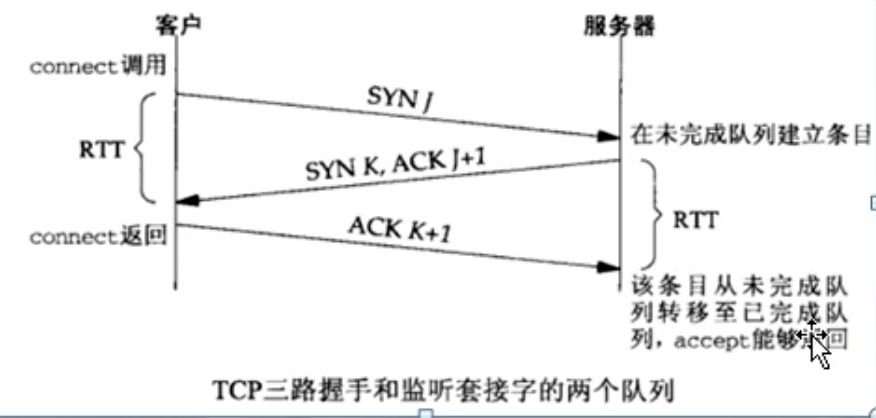 客户
服务器
connect调用
SYN J
RTT
在未完成队列建立条目
SYN K, ACK J+1
RTT
connect返回
ACK K+1
该条目从未完成队
列转移至已完成队
列，accept能够回
TCP三路握手和监听套接字的两个队列